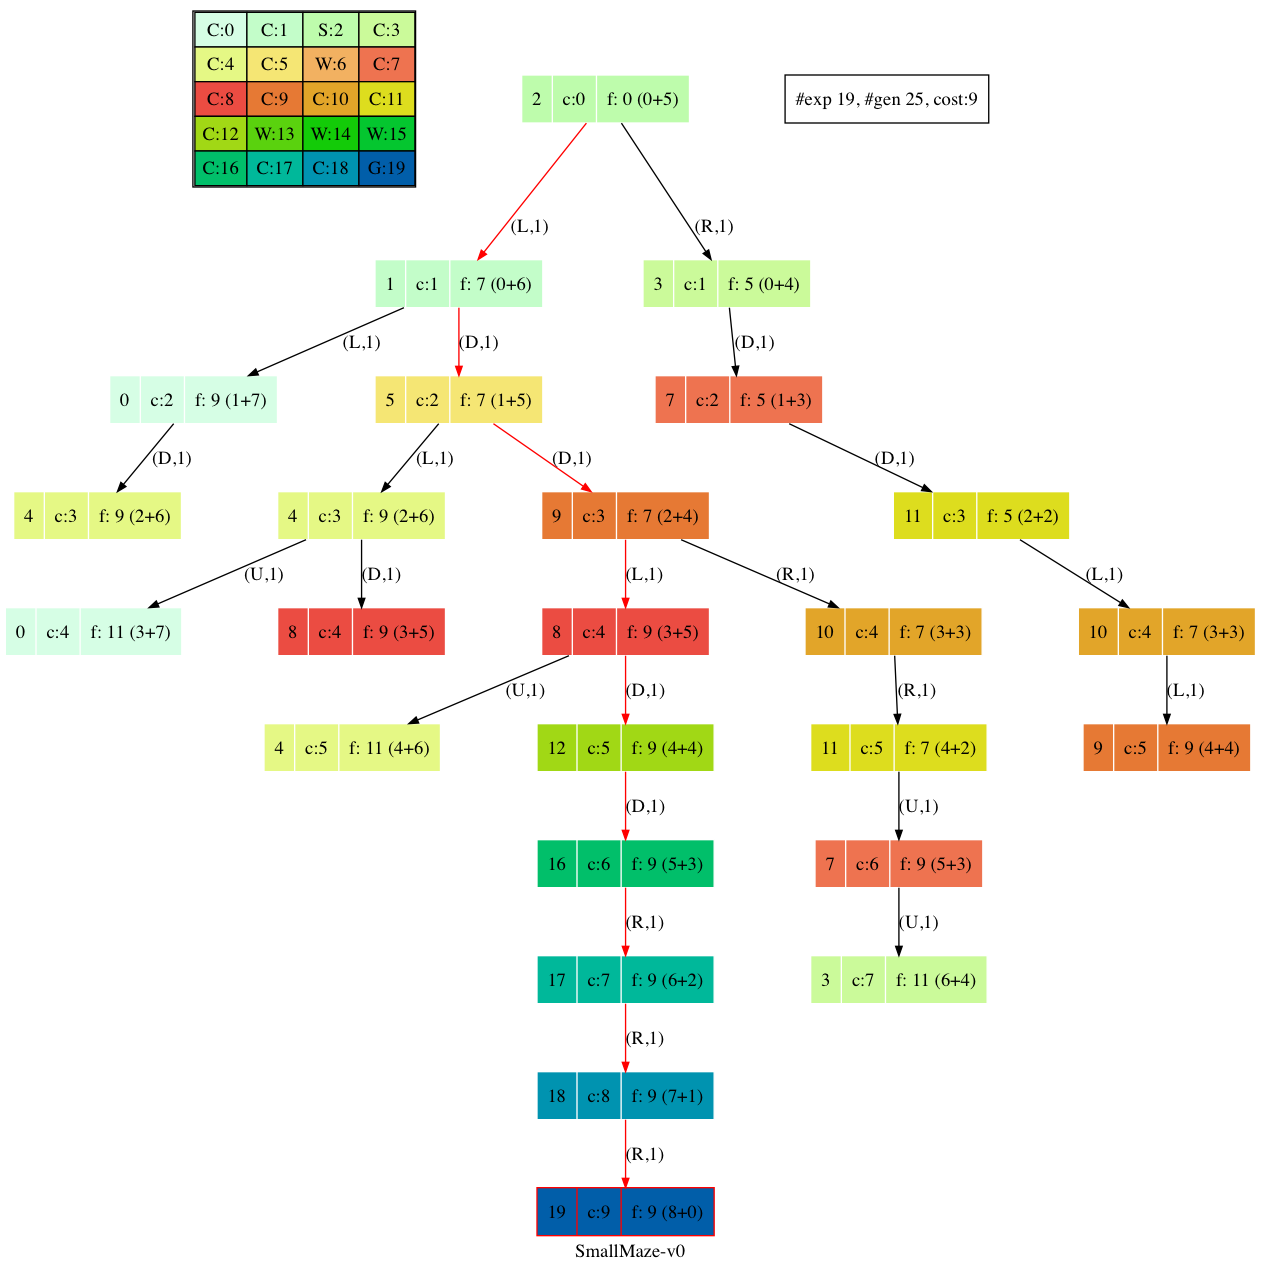 C:0 C:1 S:2 C:3
C:4 C:5 W:6 C:7
C:8 C:9 C:10 C:11
C:12 W:13 W:14 W:15
C:16 C:17 C:18 G:19
2 c:0 f: 0 (0+5)
#exp 19, #gen 25, cost:9
(L,1) (R,1)
1 c:1 f: 7 (0+6)
3 c:1 f: 5 (0+4)
(L,1) (D,1) (D,1)
0 c:2 f: 9 (1+7)
5 c:2 f: 7 (1+5)
7 c:2 f: 5 (1+3)
(D,1) (L,1) (D,1) (D,1)
4 c:3 f: 9 (2+6)
4 c:3 f: 9 (2+6)
9 c:3 f: 7 (2+4)
11 c:3 f: 5 (2+2)
(U,1) (D,1) (L,1) (R,1) (L,1)
0 c:4 f: 11 (3+7)
8 c:4 f: 9 (3+5)
8 c:4 f: 9 (3+5)
10 c:4 f: 7 (3+3)
10 c:4 f: 7 (3+3)
(U,1) (D,1) (R,1) (L,1)
4 c:5 f: 11 (4+6)
12 c:5 f: 9 (4+4)
11 c:5 f: 7 (4+2)
9 c:5 f: 9 (4+4)
(D,1) (U,1)
16 c:6 f: 9 (5+3)
7 c:6 f: 9 (5+3)
(R,1) (U,1)
17 c:7 f: 9 (6+2)
3 c:7 f: 11 (6+4)
(R,1)
18 c:8 f: 9 (7+1)
(R,1)
19 c:9 f: 9 (8+0)
SmallMaze-v0